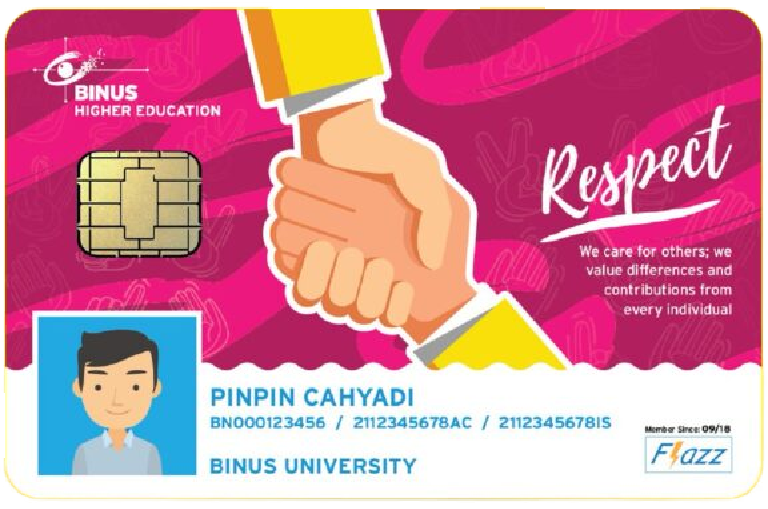 BINUS
HIGHER EDUCATION
Respect
We care for others; we
value differences and
contributions from
every individual
PINPIN CAHYADI
BN000123456 / 2112345678AC / 2112345678IS
BINUS UNIVERSITY
Member Since: 09/18
Flazz